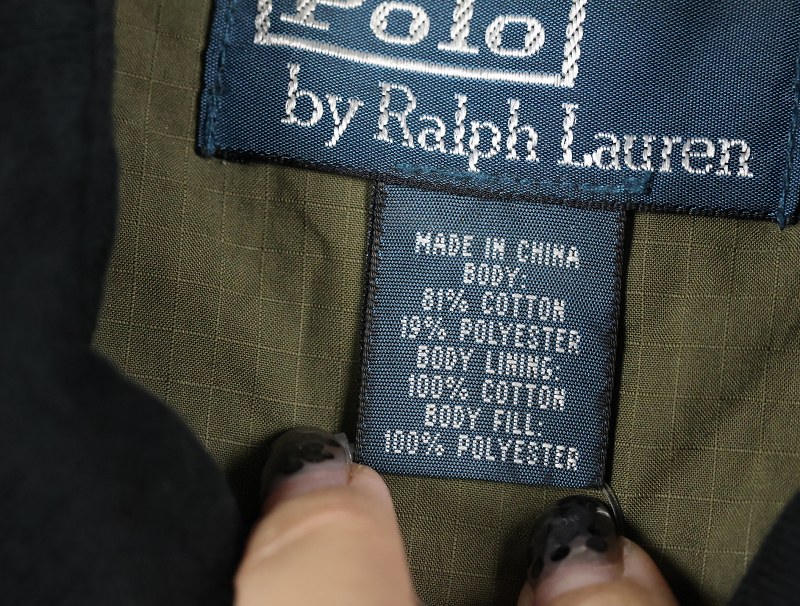 Polo
by Ralph Lauren
MADE IN CHINA
BODY:
81% COTTON
19% POLYESTER
BODY LINING:
100% COTTON
BODY FILL:
100% POLYESTER